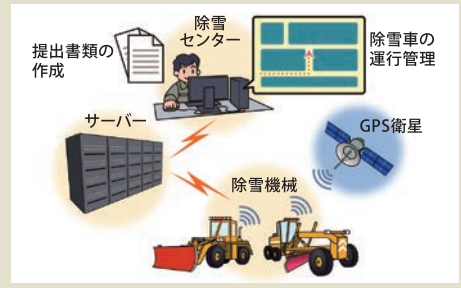 除雪
センター
提出書類の
作成
除雪車の
運行管理
サーバー
GPS衛星
除雪機械